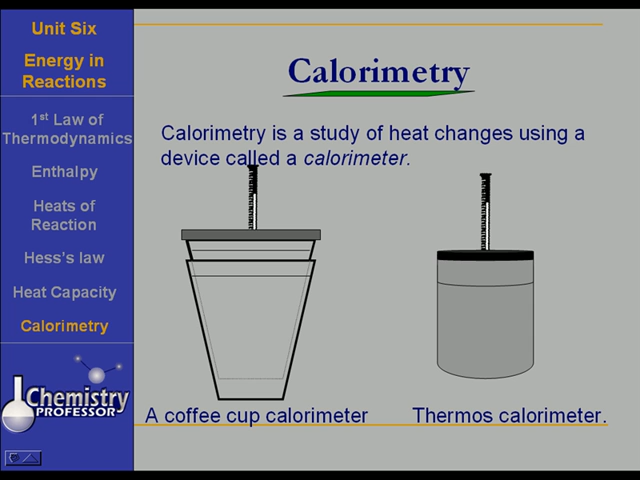 Unit Six
Energy in
Reactions
1st Law of
Thermodynamics
Enthalpy
Heats of
Reaction
Hess's law
Heat Capacity
Calorimetry
Chemistry
PROFESSOR
Calorimetry
Calorimetry is a study of heat changes using a
device called a calorimeter.
A coffee cup calorimeter
Thermos calorimeter.